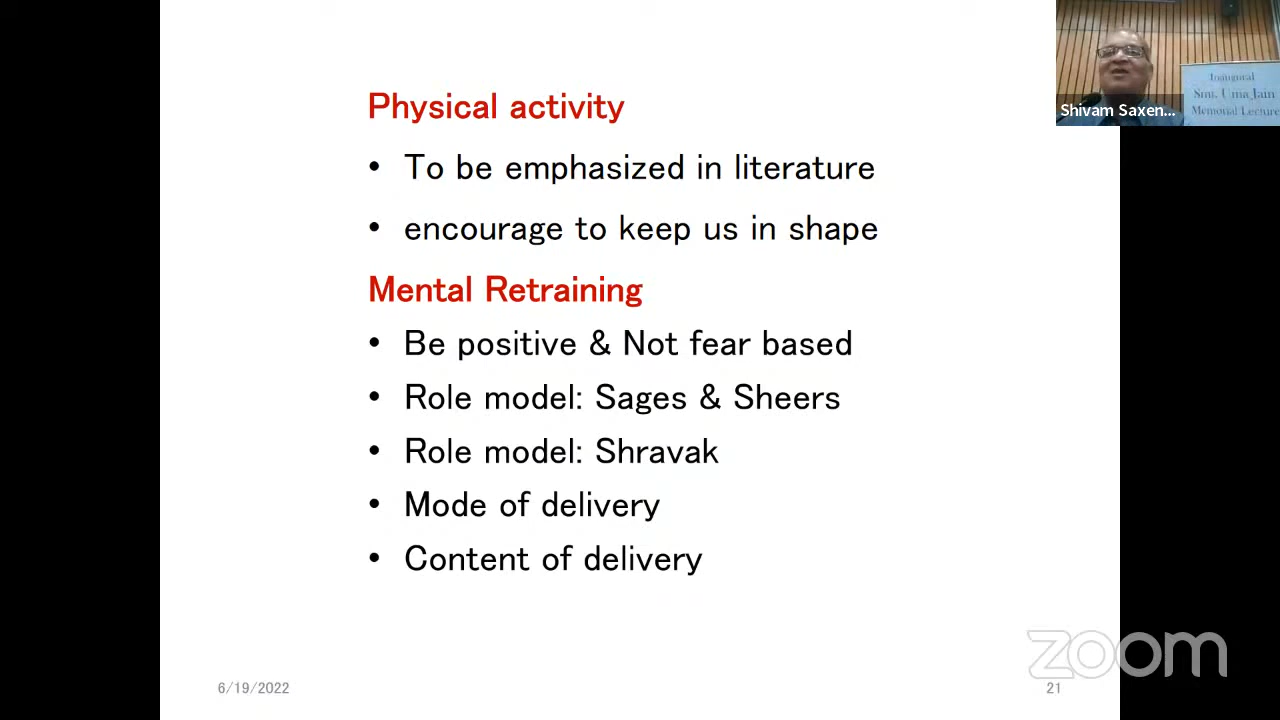 Physical activity
• To be emphasized in literature
• encourage to keep us in shape
Mental Retraining
• Be positive & Not fear based
• Role model: Sages & Sheers
• Role model: Shravak
• Mode of delivery
• Content of delivery
6/19/2022
21
zoom
Inaugural
Smt. Uma Jain
Memorial Lecture
Shivam Saxen...